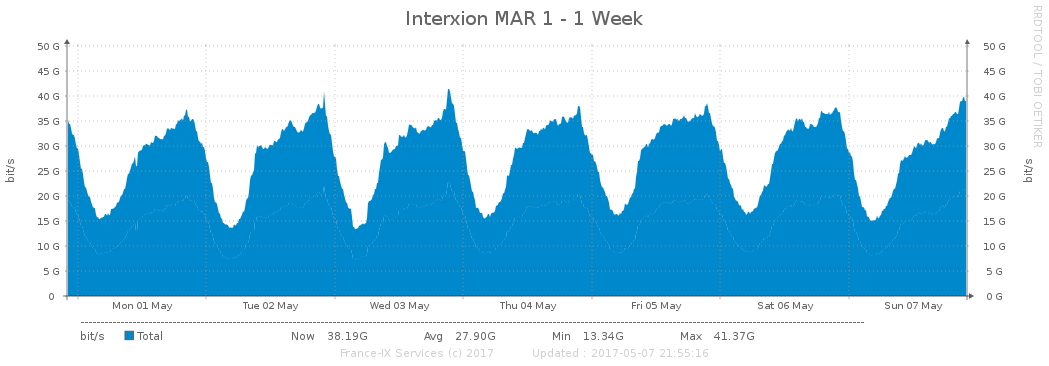 Interxion MAR 1 - 1 Week
RRDTOOL / TOBI OETIKER
50 G 50 G
45 G 45 G
40 G 40 G
35 G 35 G
30 G 30 G
25 G 25 G
20 G 20 G
15 G 15 G
10 G 10 G
5 G 5 G
0 0 G
bit/s
bit/s
Mon 01 May Tue 02 May Wed 03 May Thu 04 May Fri 05 May Sat 06 May Sun 07 May
bit/s Total Now 38.19G Avg 27.90G Min 13.34G Max 41.37G
France-IX Services (c) 2017 Updated : 2017-05-07 21:55:16